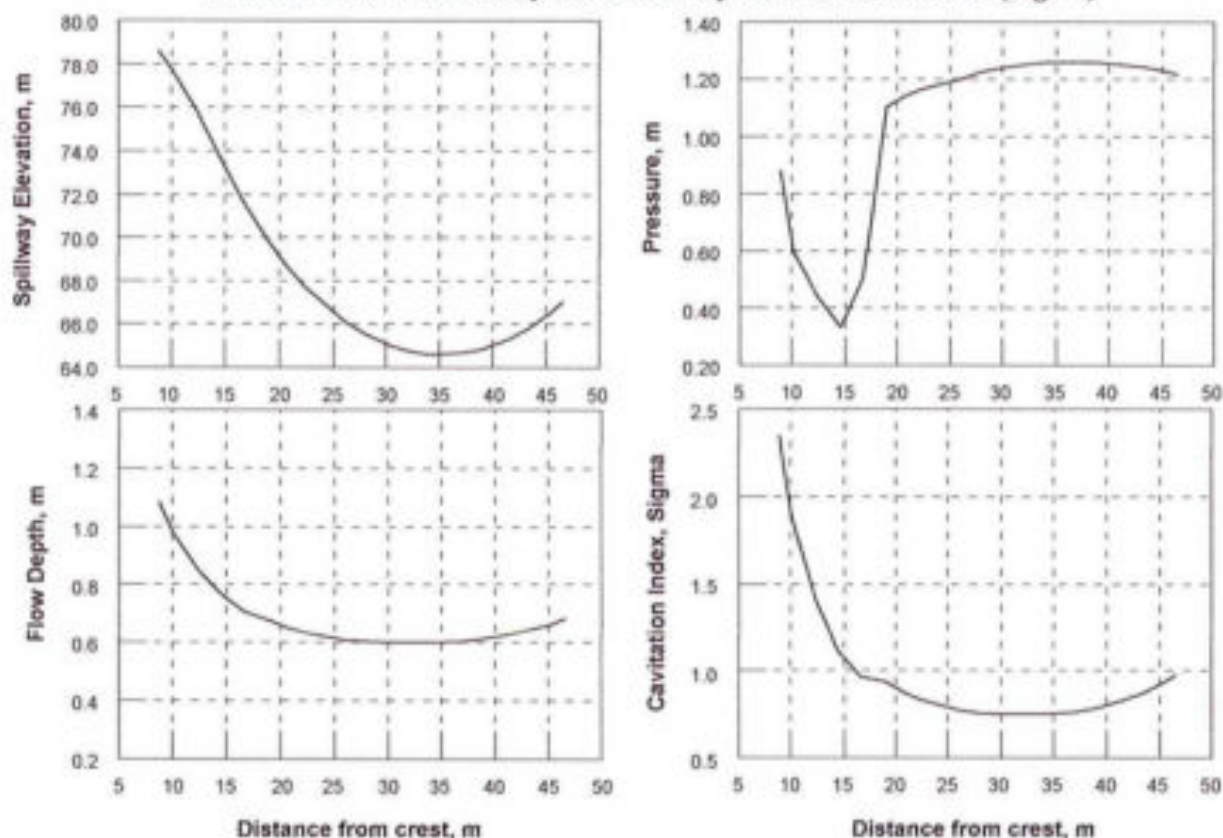 Spillway Elevation, m
80.0
78.0
76.0
74.0
72.0
70.0
68.0
66.0
64.0
5 10 15 20 25 30 35 40 45 50
Pressure, m
1.40
1.20
1.00
0.80
0.60
0.40
0.20
5 10 15 20 25 30 35 40 45 50
Flow Depth, m
1.4
1.2
1.0
0.8
0.6
0.4
0.2
5 10 15 20 25 30 35 40 45 50
Distance from crest, m
Cavitation Index, Sigma
2.5
2.0
1.5
1.0
0.5
5 10 15 20 25 30 35 40 45 50
Distance from crest, m